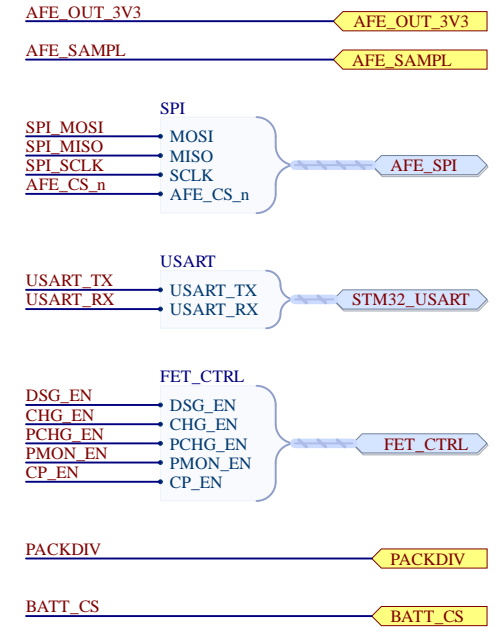 AFE_OUT_3V3 AFE_OUT_3V3
AFE_SAMPL AFE_SAMPL
SPI
SPI_MOSI MOSI
SPI_MISO MISO
SPI_SCLK SCLK AFE_SPI
AFE_CS_n AFE_CS_n
USART
USART_TX USART_TX
USART_RX USART_RX STM32_USART
FET_CTRL
DSG_EN DSG_EN
CHG_EN CHG_EN
PCHG_EN PCHG_EN FET_CTRL
PMON_EN PMON_EN
CP_EN CP_EN
PACKDIV PACKDIV
BATT_CS BATT_CS